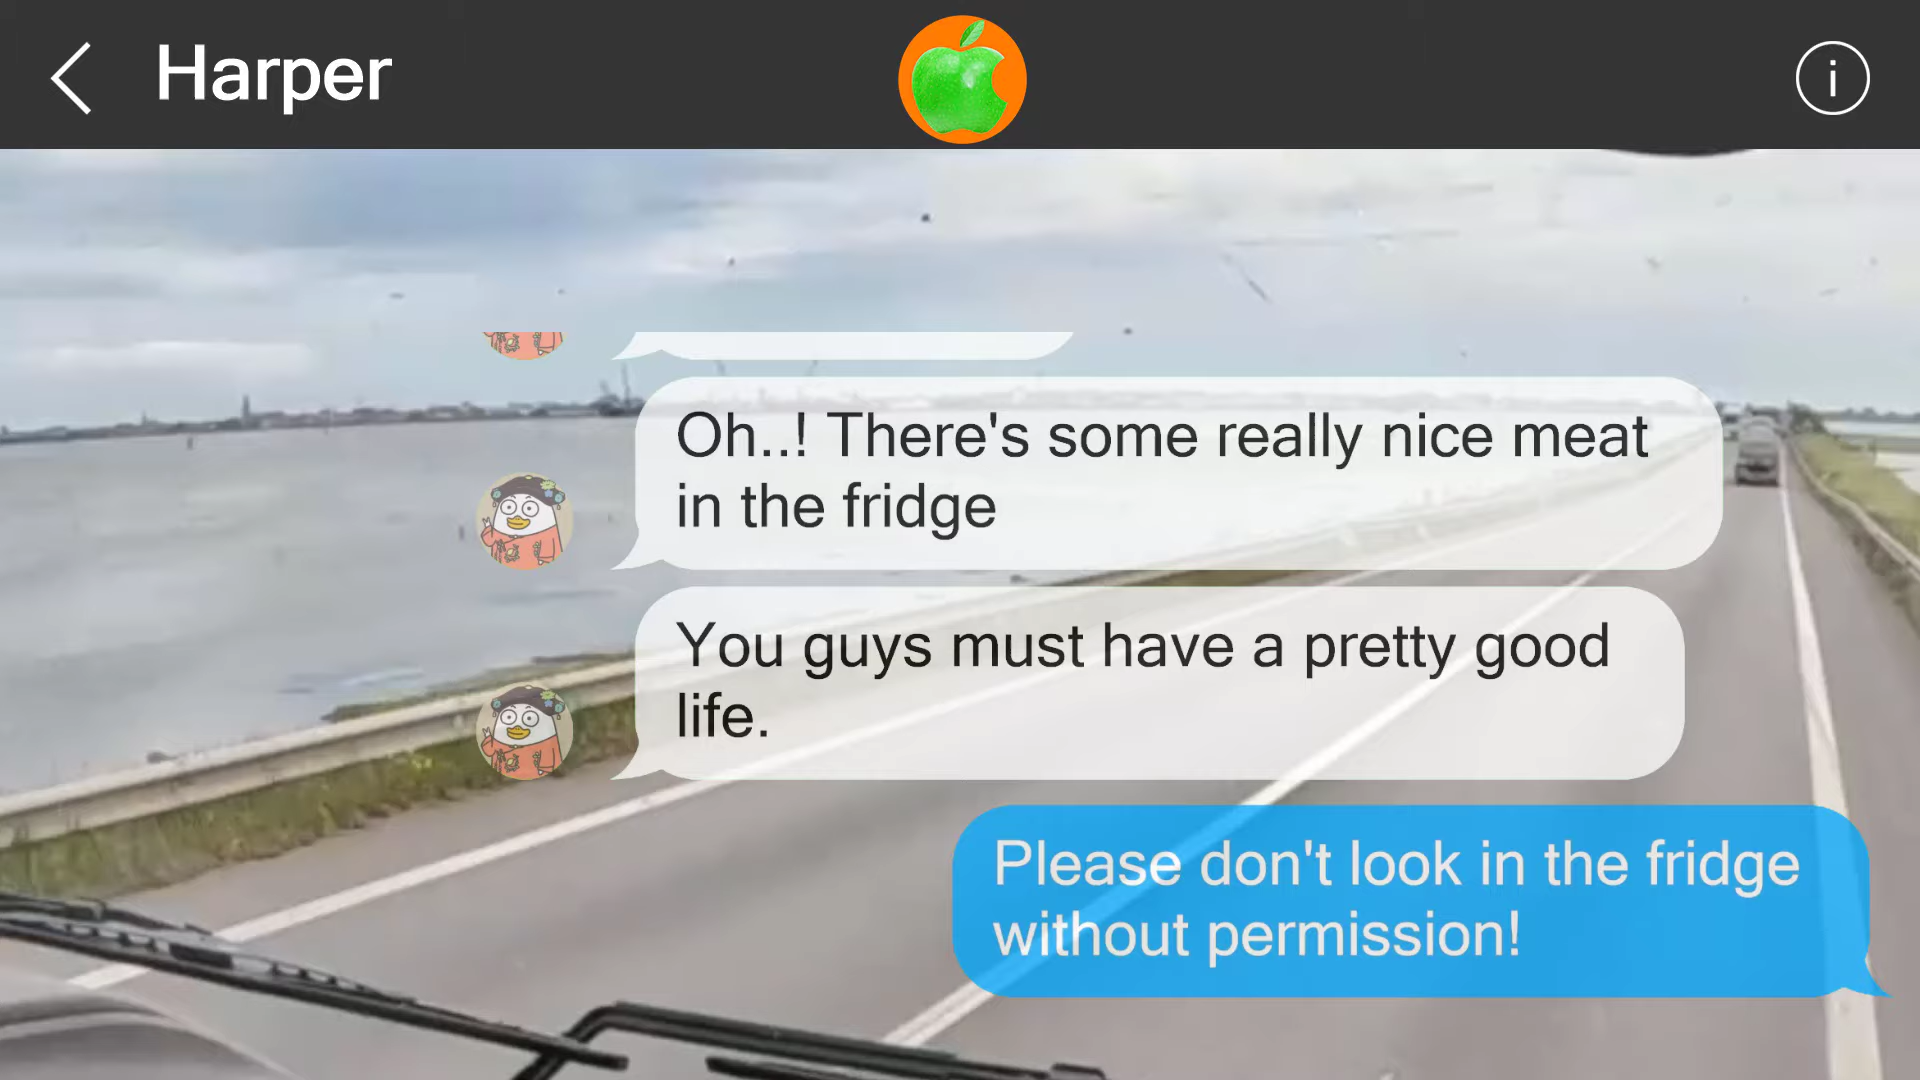 Harper
i
Oh..! There's some really nice meat
in the fridge
You guys must have a pretty good
life.
Please don't look in the fridge
without permission!